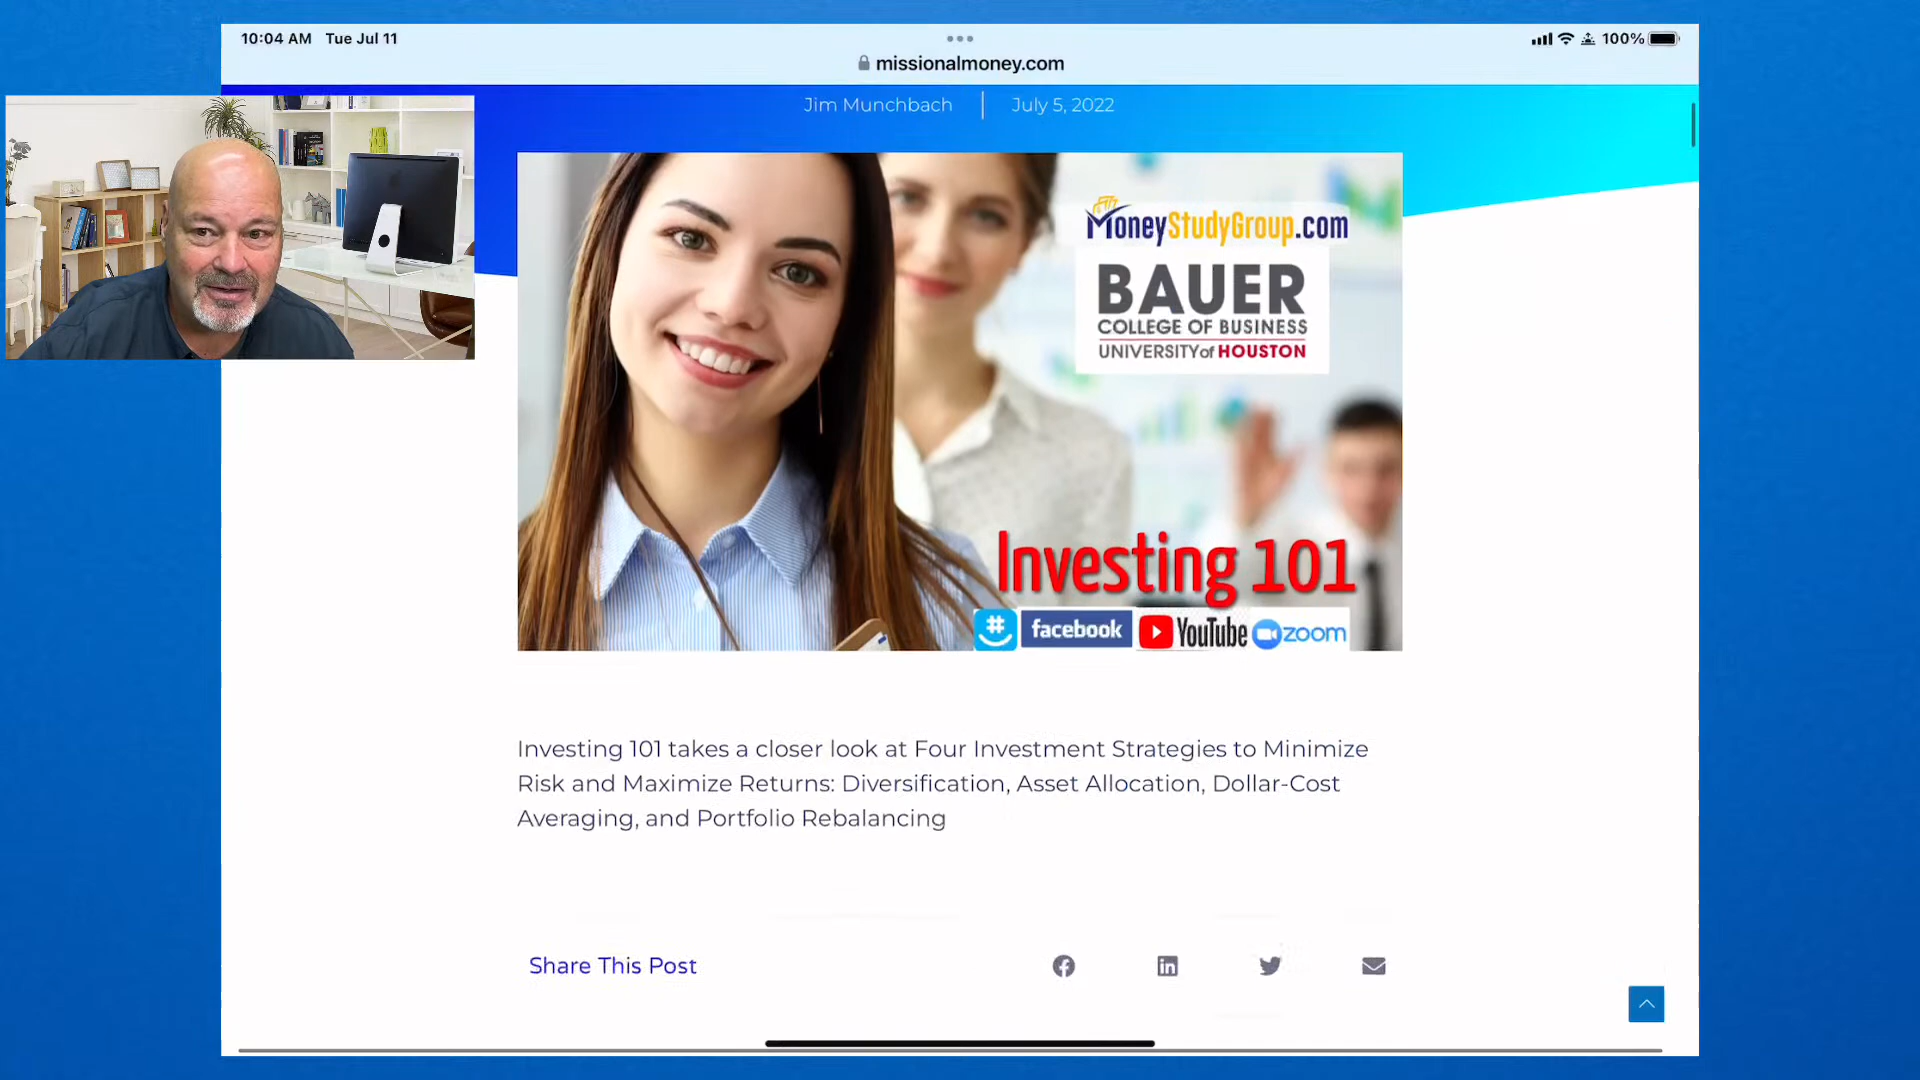 10:04 AM Tue Jul 11
100%
missionalmoney.com
Jim Munchbach
July 5, 2022
MoneyStudyGroup.com
BAUER
COLLEGE OF BUSINESS
UNIVERSITY of HOUSTON
Investing 101
facebook
YouTube
zoom
Investing 101 takes a closer look at Four Investment Strategies to Minimize
Risk and Maximize Returns: Diversification, Asset Allocation, Dollar-Cost
Averaging, and Portfolio Rebalancing
Share This Post